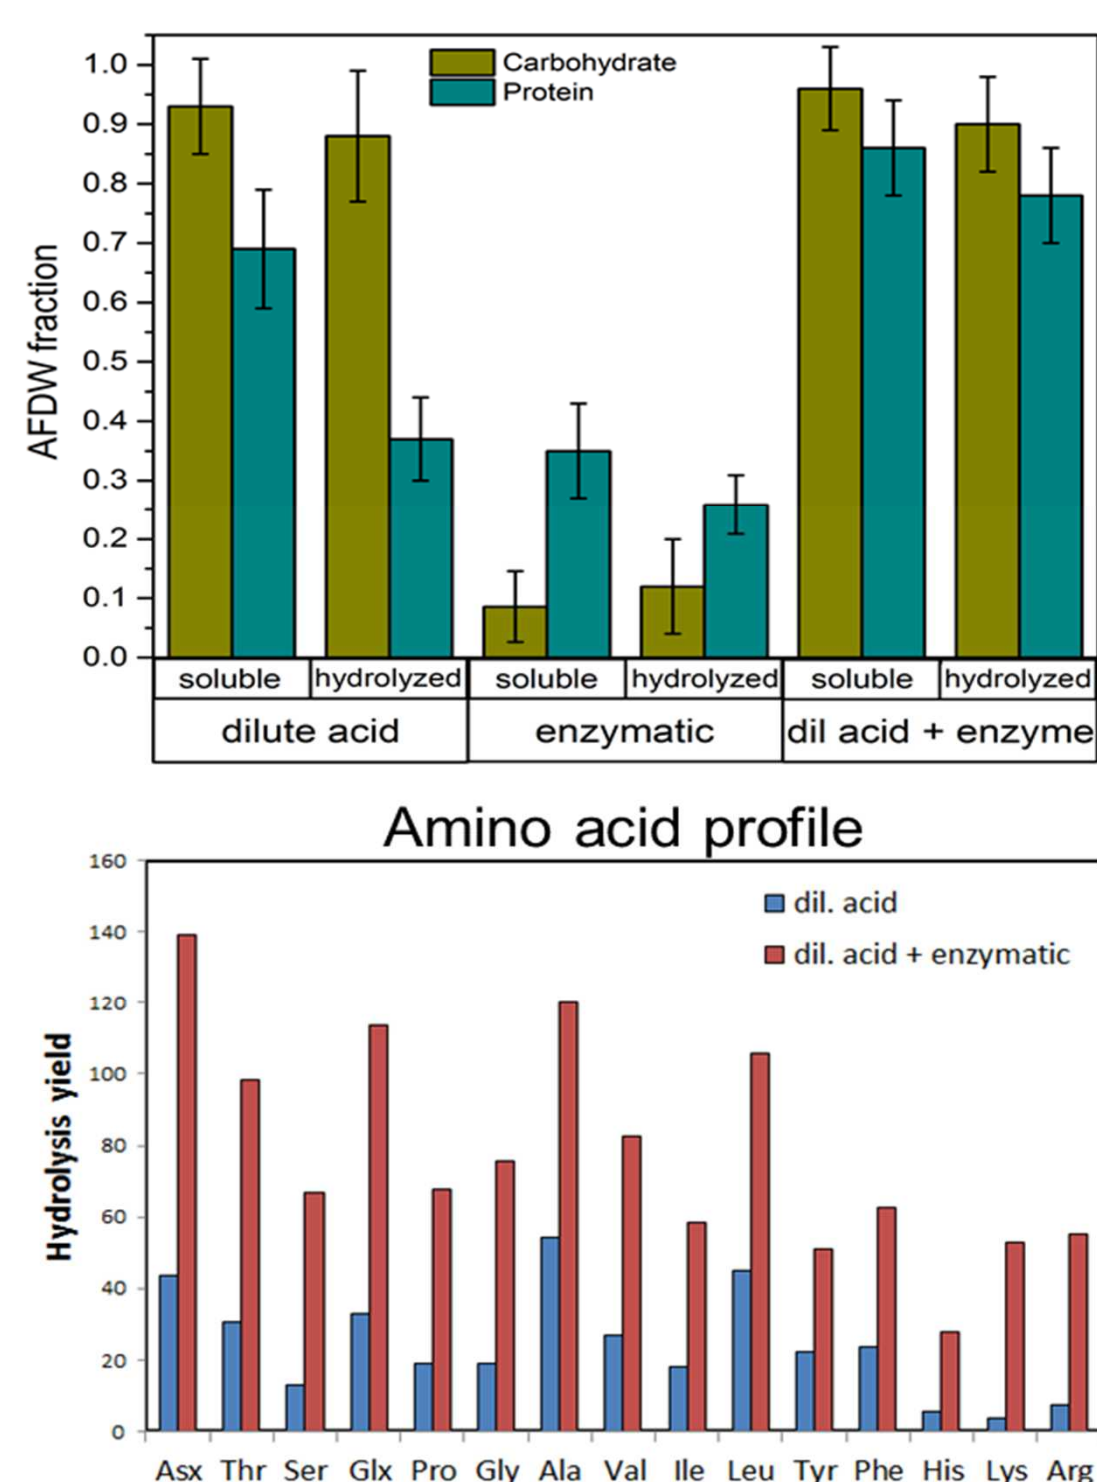 Carbohydrate
Protein
AFDW fraction
1.0
0.9
0.8
0.7
0.6
0.5
0.4
0.3
0.2
0.1
0.0
soluble hydrolyzed soluble hydrolyzed soluble hydrolyzed
dilute acid enzymatic dil acid + enzyme
Amino acid profile
dil. acid
dil. acid + enzymatic
Hydrolysis yield
160
140
120
100
80
60
40
20
0
Asx Thr Ser Glx Pro Gly Ala Val Ile Leu Tyr Phe His Lys Arg